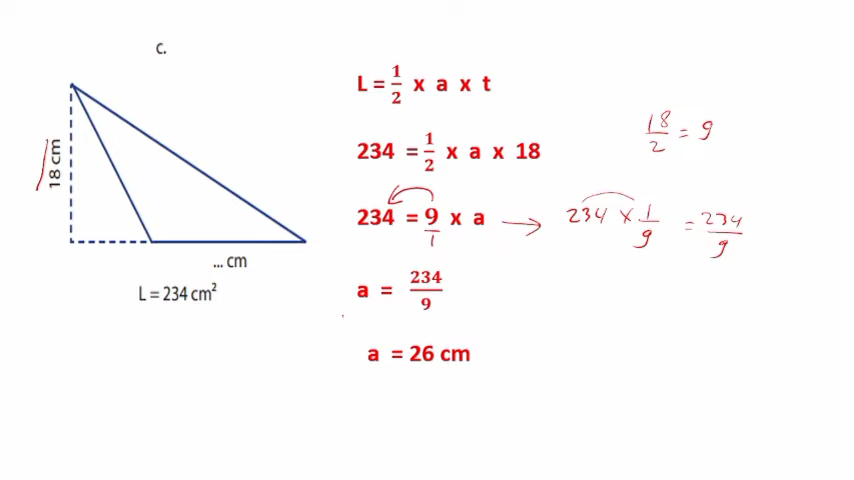 c.
18 cm
... cm
L = 234 cm²
L = 1/2 x a x t
234 = 1/2 x a x 18
18/2 = 9
234 = 9/1 x a → 234 x 1/9 = 234/9
a = 234/9
a = 26 cm